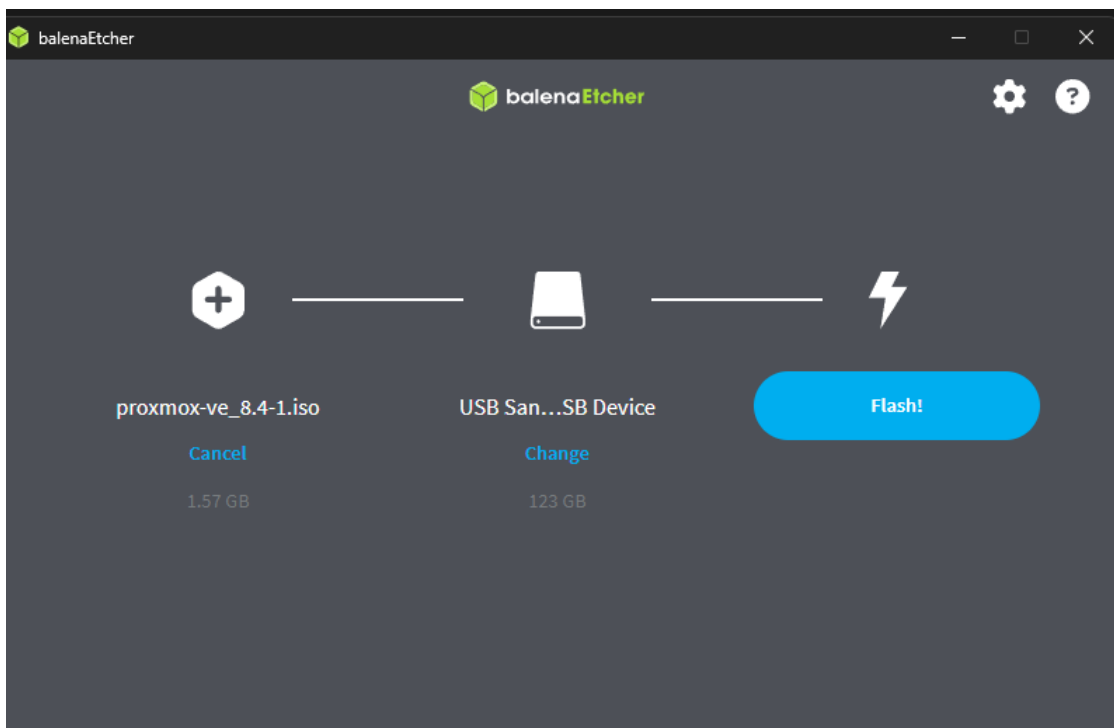 balenaEtcher
balenaEtcher
proxmox-ve_8.4-1.iso
USB San...SB Device
Flash!
Cancel
Change
1.57 GB
123 GB